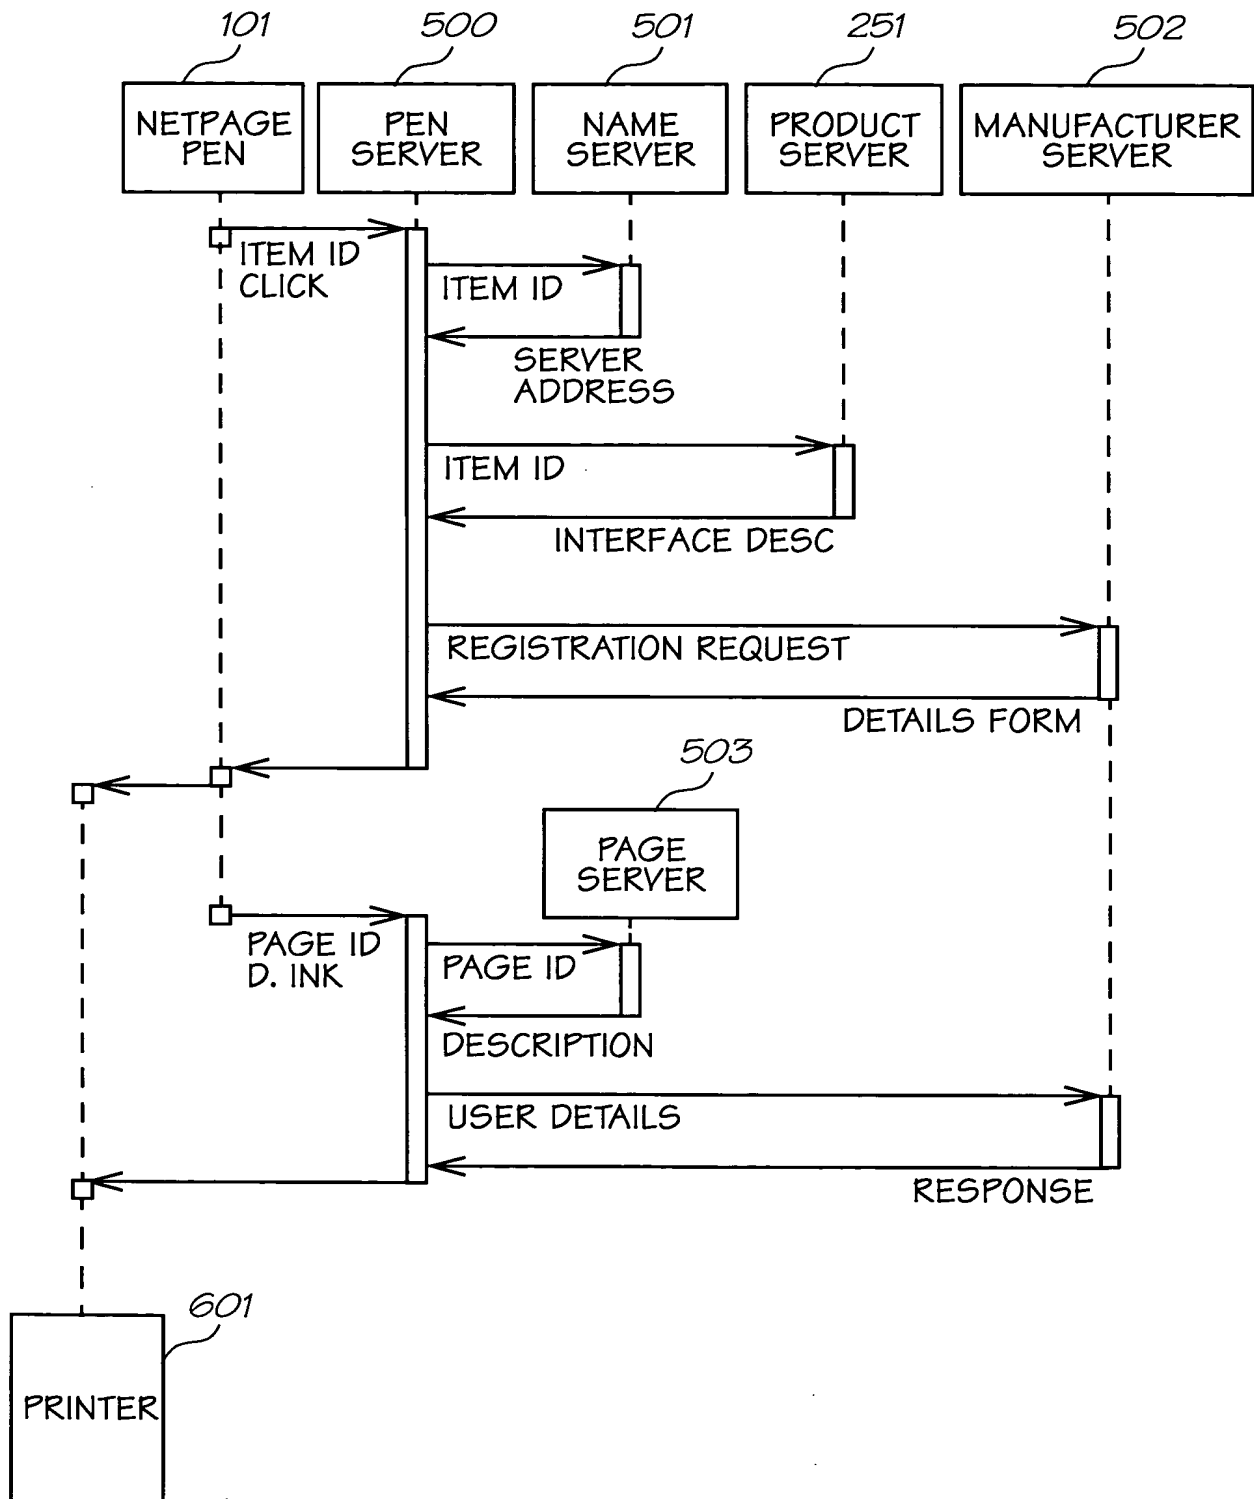 101
500
501
251
502
NETPAGE
PEN
PEN
SERVER
NAME
SERVER
PRODUCT
SERVER
MANUFACTURER
SERVER
ITEM ID
CLICK
ITEM ID
SERVER
ADDRESS
ITEM ID
INTERFACE DESC
REGISTRATION REQUEST
DETAILS FORM
503
PAGE
SERVER
PAGE ID
D. INK
PAGE ID
DESCRIPTION
USER DETAILS
RESPONSE
601
PRINTER